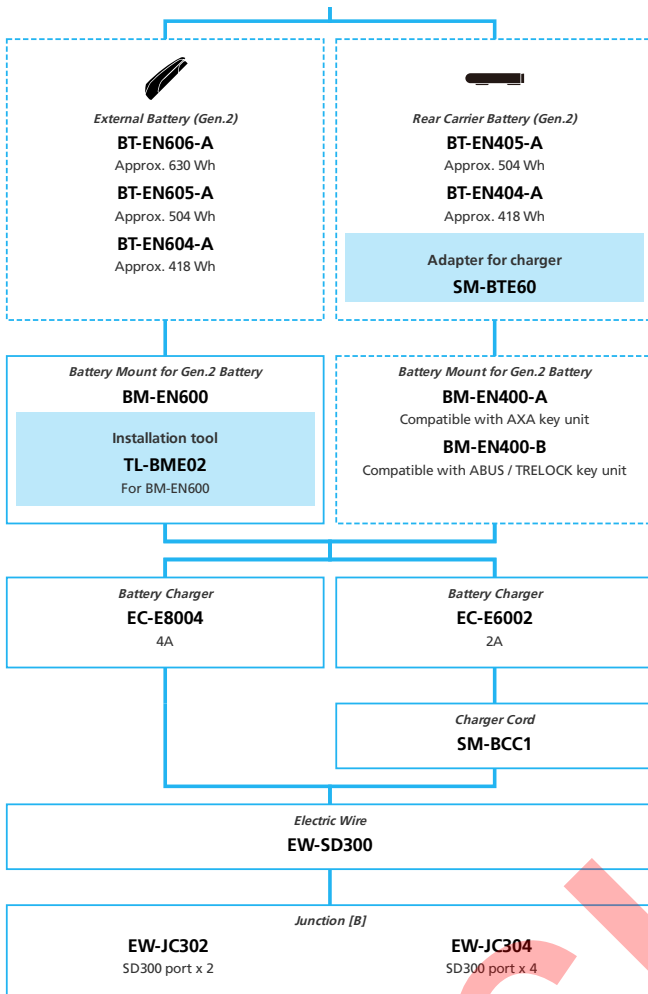 External Battery (Gen.2)
BT-EN606-A
Approx. 630 Wh
BT-EN605-A
Approx. 504 Wh
BT-EN604-A
Approx. 418 Wh
Rear Carrier Battery (Gen.2)
BT-EN405-A
Approx. 504 Wh
BT-EN404-A
Approx. 418 Wh
Adapter for charger
SM-BTE60
Battery Mount for Gen.2 Battery
BM-EN600
Installation tool
TL-BME02
For BM-EN600
Battery Mount for Gen.2 Battery
BM-EN400-A
Compatible with AXA key unit
BM-EN400-B
Compatible with ABUS / TRELOCK key unit
Battery Charger
EC-E8004
4A
Battery Charger
EC-E6002
2A
Charger Cord
SM-BCC1
Electric Wire
EW-SD300
Junction [B]
EW-JC302
SD300 port x 2
EW-JC304
SD300 port x 4